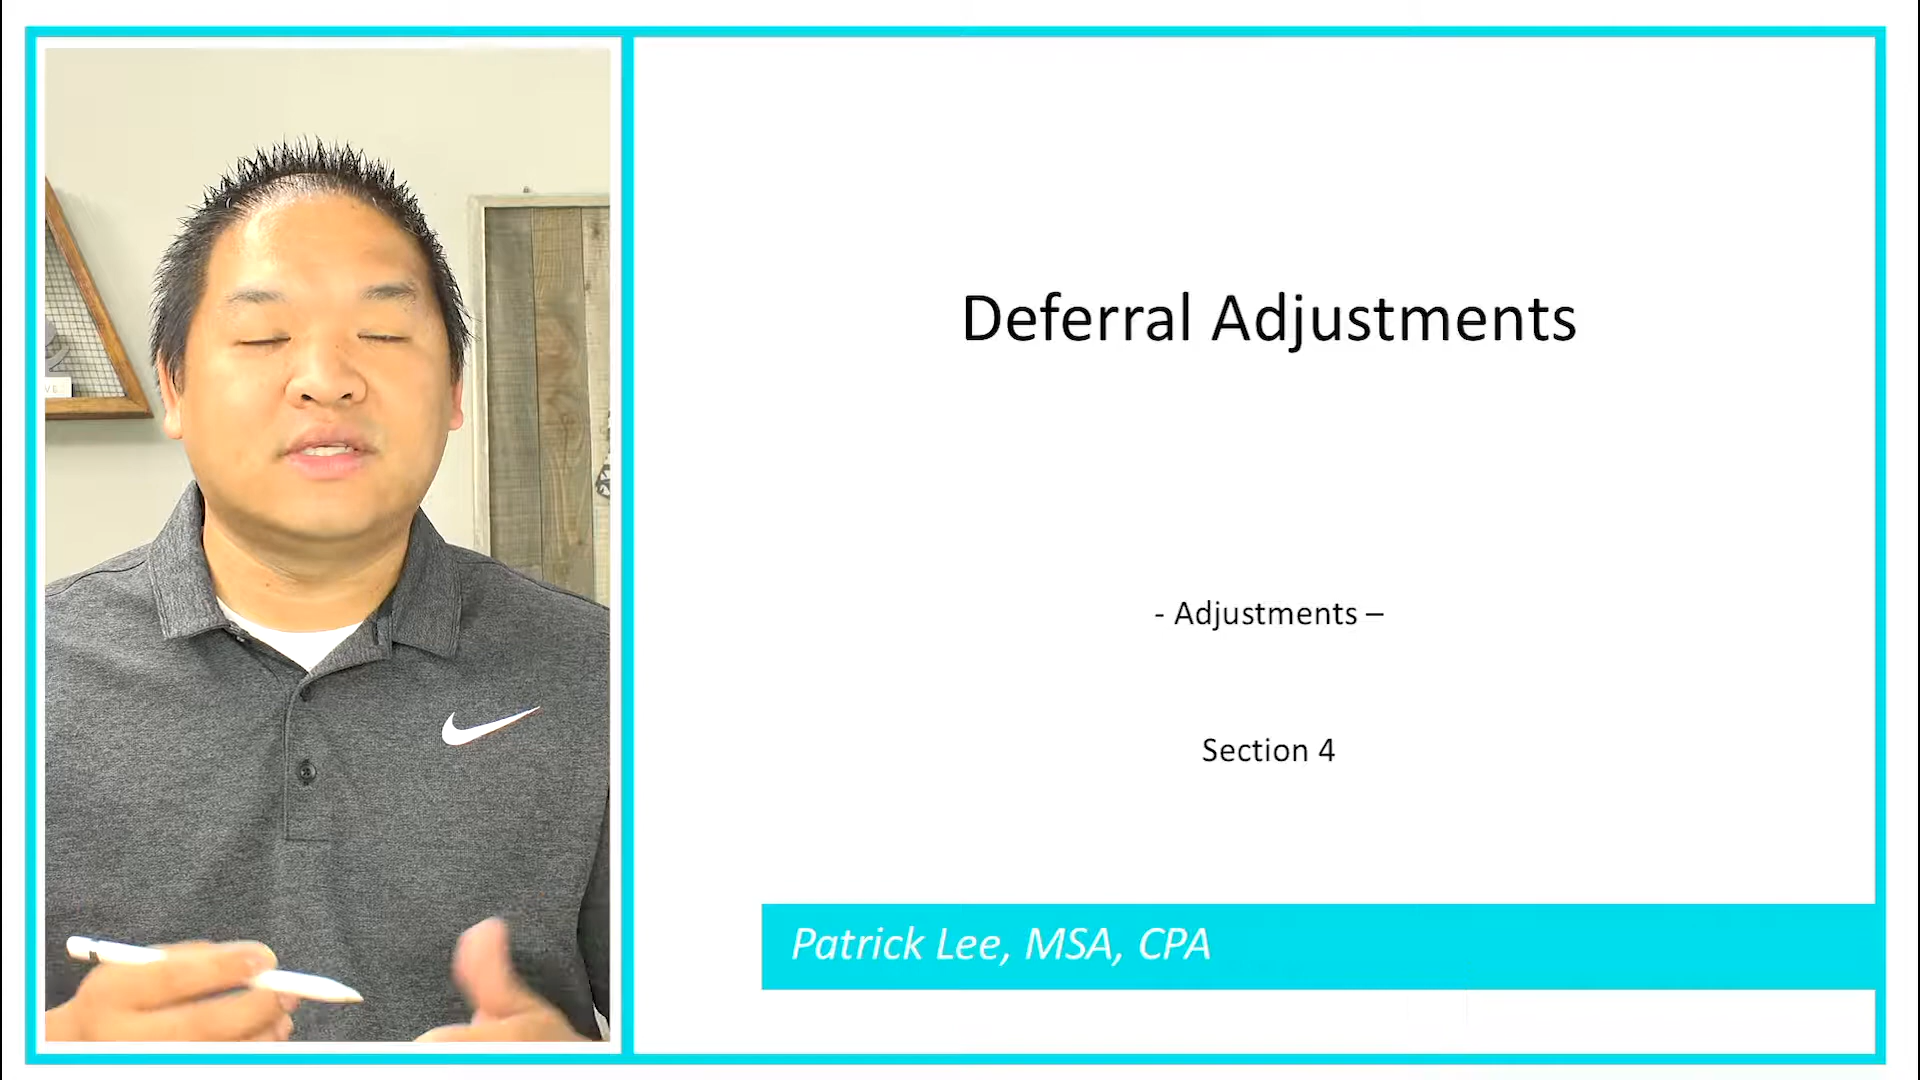 Deferral Adjustments
- Adjustments –
Section 4
Patrick Lee, MSA, CPA